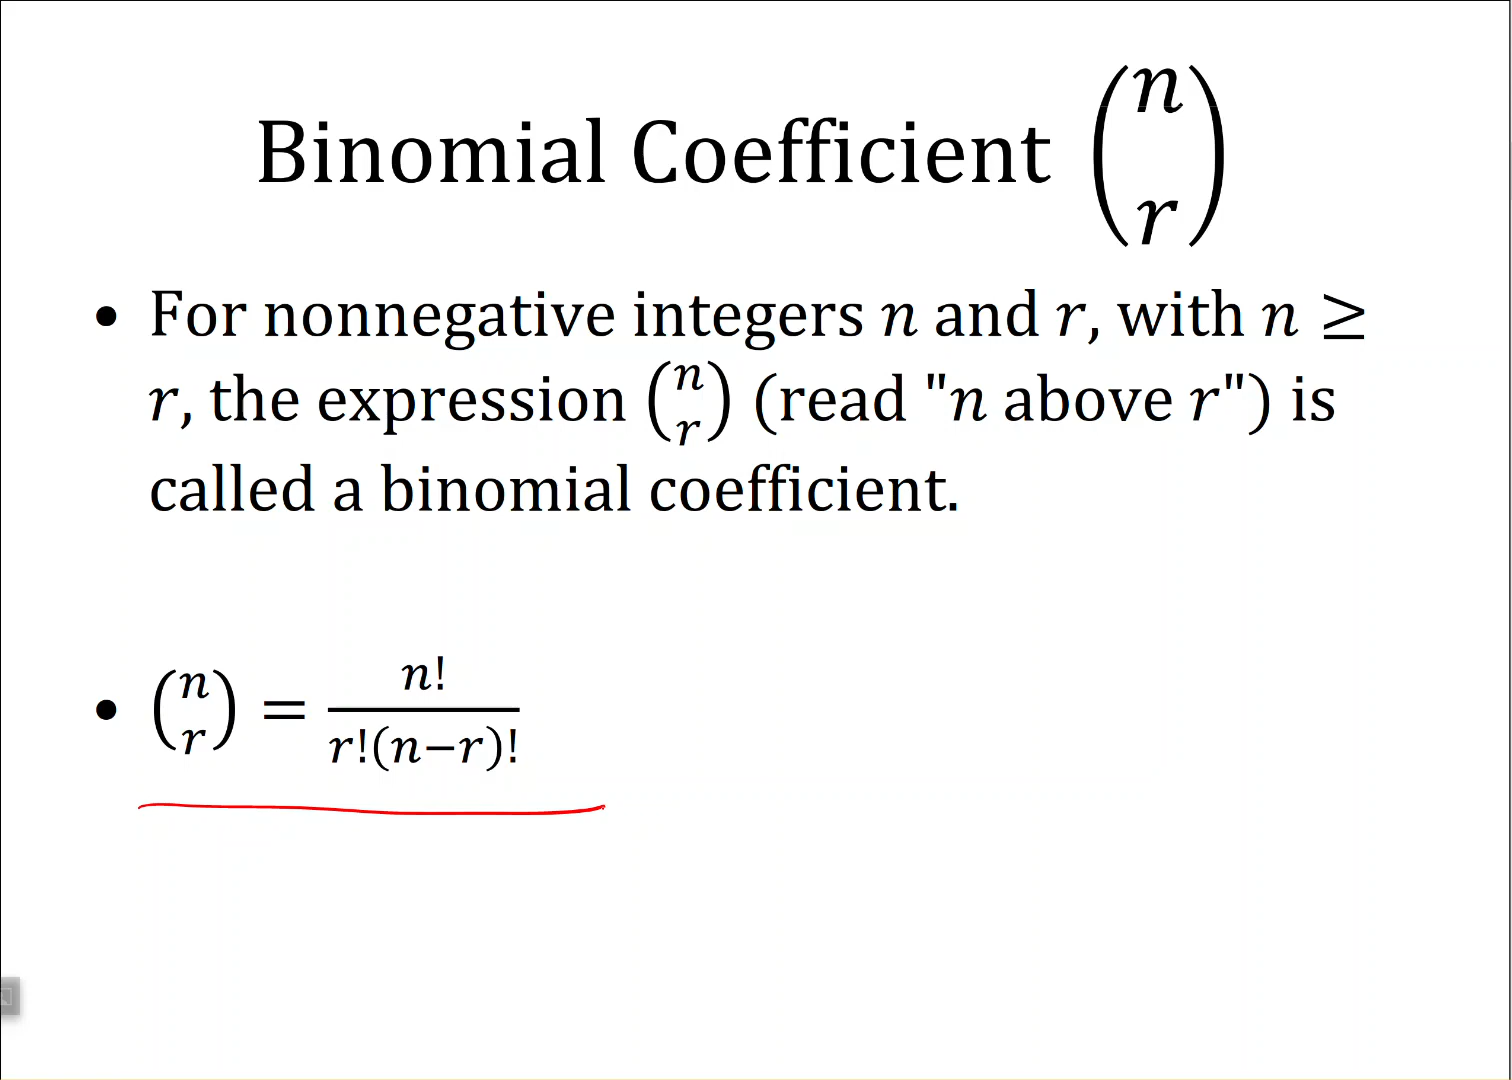 Binomial Coefficient (n r)
• For nonnegative integers n and r, with n ≥
r, the expression (n r) (read "n above r") is
called a binomial coefficient.
• (n r) = n! / r!(n−r)!